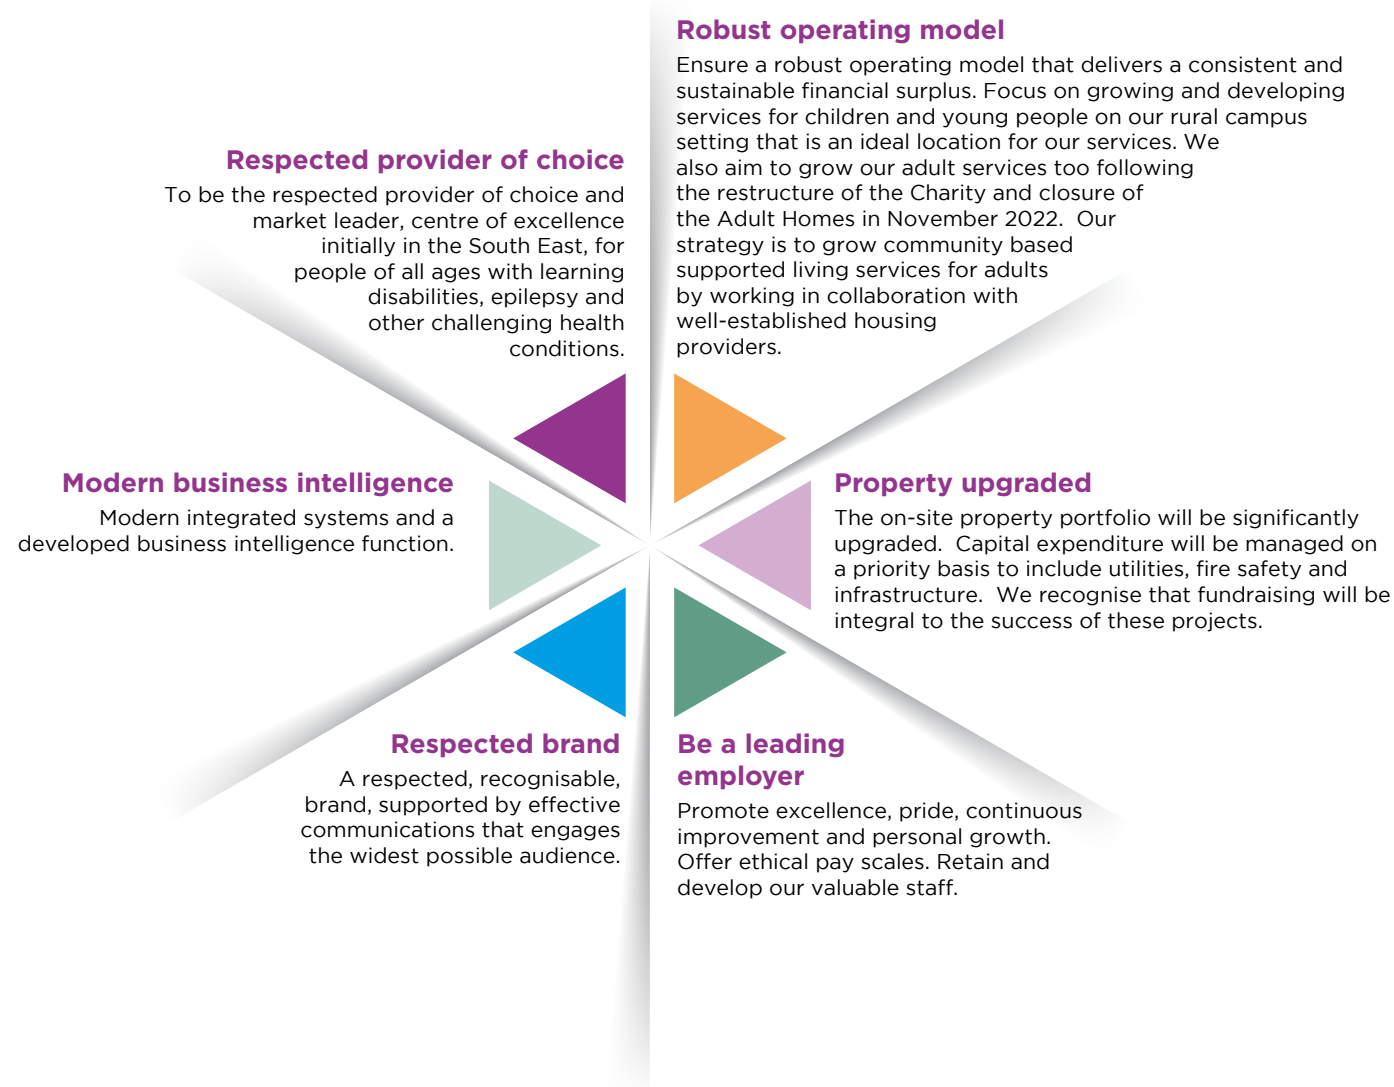 Robust operating model
Ensure a robust operating model that delivers a consistent and
sustainable financial surplus. Focus on growing and developing
services for children and young people on our rural campus
setting that is an ideal location for our services. We
also aim to grow our adult services too following
the restructure of the Charity and closure of
the Adult Homes in November 2022.  Our
strategy is to grow community based
supported living services for adults
by working in collaboration with
well-established housing
providers.
Respected provider of choice
To be the respected provider of choice and
market leader, centre of excellence
initially in the South East, for
people of all ages with learning
disabilities, epilepsy and
other challenging health
conditions.
Modern business intelligence
Modern integrated systems and a
developed business intelligence function.
Property upgraded
The on-site property portfolio will be significantly
upgraded.  Capital expenditure will be managed on
a priority basis to include utilities, fire safety and
infrastructure.  We recognise that fundraising will be
integral to the success of these projects.
Respected brand
A respected, recognisable,
brand, supported by effective
communications that engages
the widest possible audience.
Be a leading
employer
Promote excellence, pride, continuous
improvement and personal growth.
Offer ethical pay scales. Retain and
develop our valuable staff.